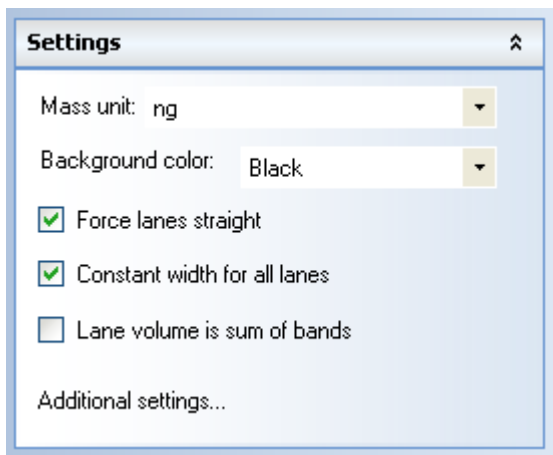 Settings
Mass unit: ng
Background color: Black
Force lanes straight
Constant width for all lanes
Lane volume is sum of bands
Additional settings...